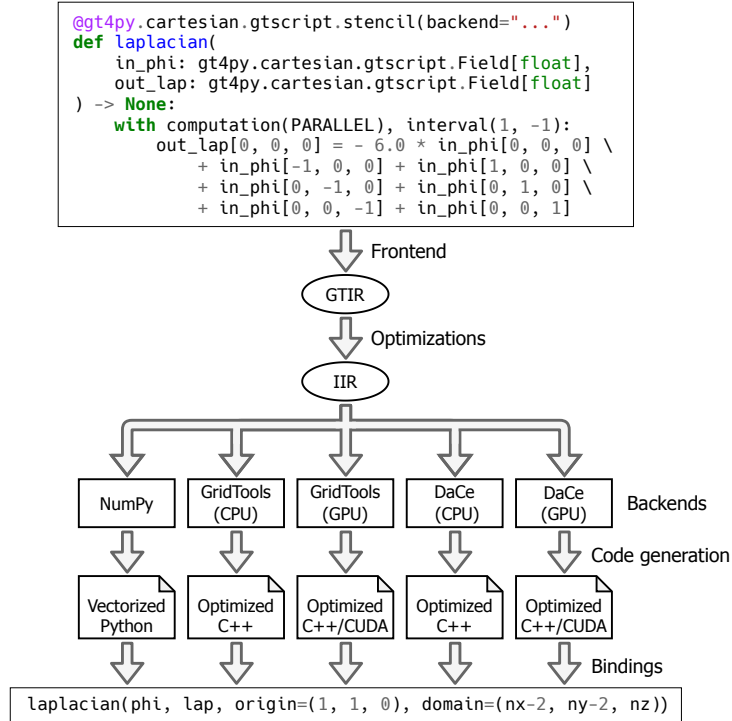 @gt4py.cartesian.gtscript.stencil(backend="...")
def laplacian(
    in_phi: gt4py.cartesian.gtscript.Field[float],
    out_lap: gt4py.cartesian.gtscript.Field[float]
) -> None:
    with computation(PARALLEL), interval(1, -1):
        out_lap[0, 0, 0] = - 6.0 * in_phi[0, 0, 0] \
            + in_phi[-1, 0, 0] + in_phi[1, 0, 0] \
            + in_phi[0, -1, 0] + in_phi[0, 1, 0] \
            + in_phi[0, 0, -1] + in_phi[0, 0, 1]
Frontend
GTIR
Optimizations
IIR
NumPy
GridTools
(CPU)
GridTools
(GPU)
DaCe
(CPU)
DaCe
(GPU)
Backends
Code generation
Vectorized
Python
Optimized
C++
Optimized
C++/CUDA
Optimized
C++
Optimized
C++/CUDA
Bindings
laplacian(phi, lap, origin=(1, 1, 0), domain=(nx-2, ny-2, nz))